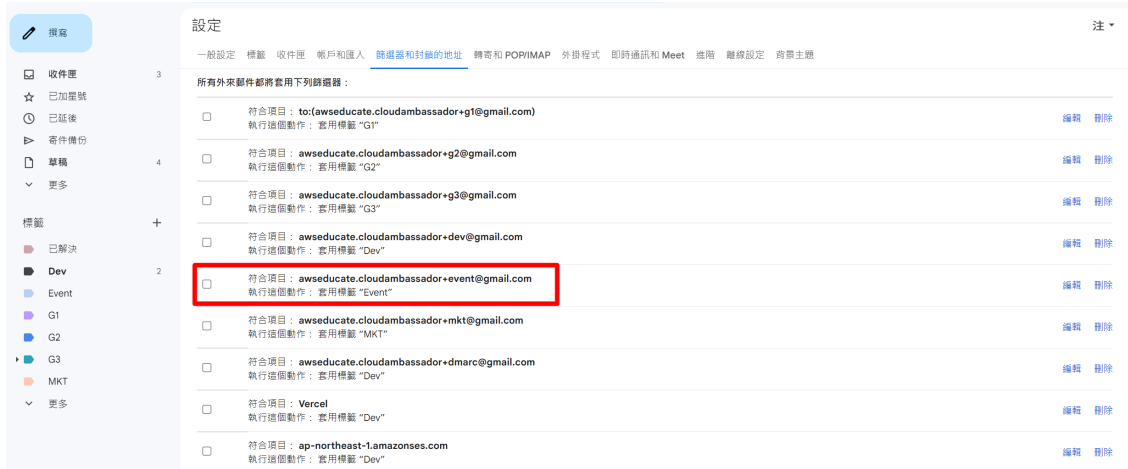 撰寫
收件匣 3
已加星號
已延後
寄件備份
草稿 4
更多
標籤 +
已解決
Dev 2
Event
G1
G2
G3
MKT
更多
設定
注
一般設定 標籤 收件匣 帳戶和匯入 篩選器和封鎖的地址 轉寄和 POP/IMAP 外掛程式 即時通訊和 Meet 進階 離線設定 背景主題
所有外來郵件都將套用下列篩選器：
符合項目： to:(awseducate.cloudambassador+g1@gmail.com)
執行這個動作： 套用標籤 “G1” 編輯 刪除
符合項目： awseducate.cloudambassador+g2@gmail.com
執行這個動作： 套用標籤 “G2” 編輯 刪除
符合項目： awseducate.cloudambassador+g3@gmail.com
執行這個動作： 套用標籤 “G3” 編輯 刪除
符合項目： awseducate.cloudambassador+dev@gmail.com
執行這個動作： 套用標籤 “Dev” 編輯 刪除
符合項目： awseducate.cloudambassador+event@gmail.com
執行這個動作： 套用標籤 “Event” 編輯 刪除
符合項目： awseducate.cloudambassador+mkt@gmail.com
執行這個動作： 套用標籤 “MKT” 編輯 刪除
符合項目： awseducate.cloudambassador+dmarc@gmail.com
執行這個動作： 套用標籤 “Dev” 編輯 刪除
符合項目： Vercel
執行這個動作： 套用標籤 “Dev” 編輯 刪除
符合項目： ap-northeast-1.amazonses.com
執行這個動作： 套用標籤 “Dev” 編輯 刪除